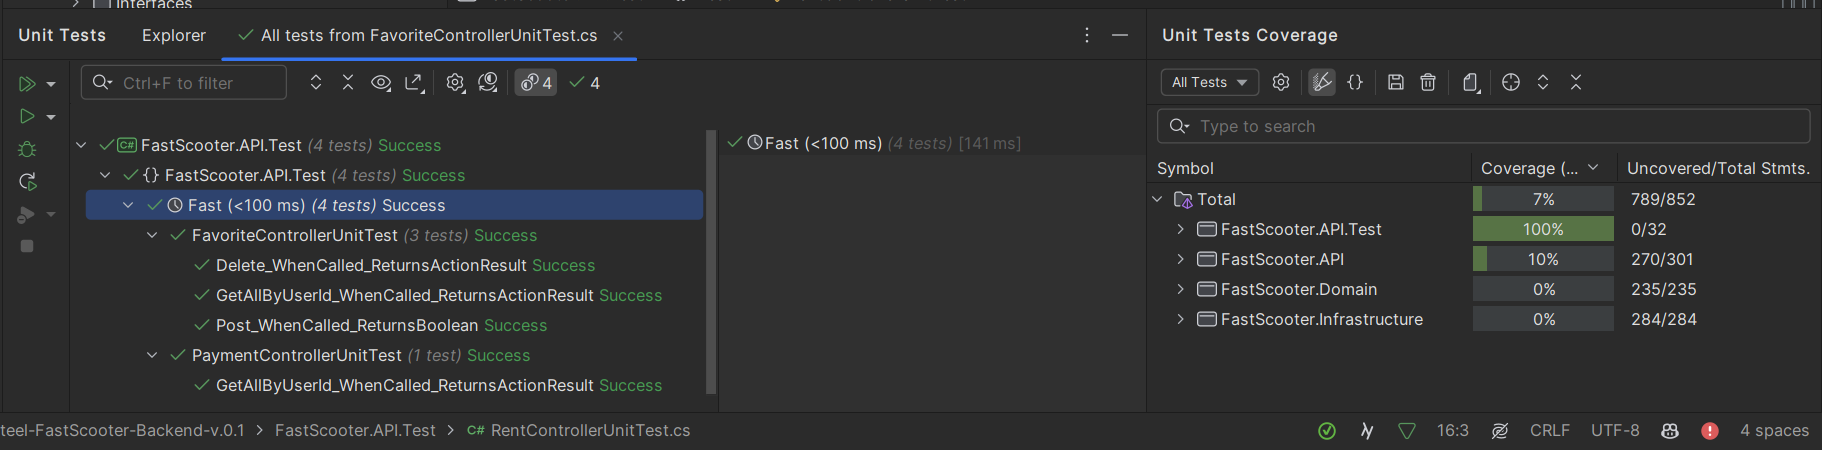 Interfaces
Unit Tests Explorer All tests from FavoriteControllerUnitTest.cs
Unit Tests Coverage
Ctrl+F to filter 4 4
All Tests
Type to search
FastScooter.API.Test (4 tests) Success
FastScooter.API.Test (4 tests) Success
Fast (<100 ms) (4 tests) Success
FavoriteControllerUnitTest (3 tests) Success
Delete_WhenCalled_ReturnsActionResult Success
GetAllByUserId_WhenCalled_ReturnsActionResult Success
Post_WhenCalled_ReturnsBoolean Success
PaymentControllerUnitTest (1 test) Success
GetAllByUserId_WhenCalled_ReturnsActionResult Success
Fast (<100 ms) (4 tests) [141 ms]
Symbol Coverage (... Uncovered/Total Stmts.
Total 7% 789/852
FastScooter.API.Test 100% 0/32
FastScooter.API 10% 270/301
FastScooter.Domain 0% 235/235
FastScooter.Infrastructure 0% 284/284
teel-FastScooter-Backend-v.0.1 > FastScooter.API.Test > C# RentControllerUnitTest.cs
16:3 CRLF UTF-8 4 spaces